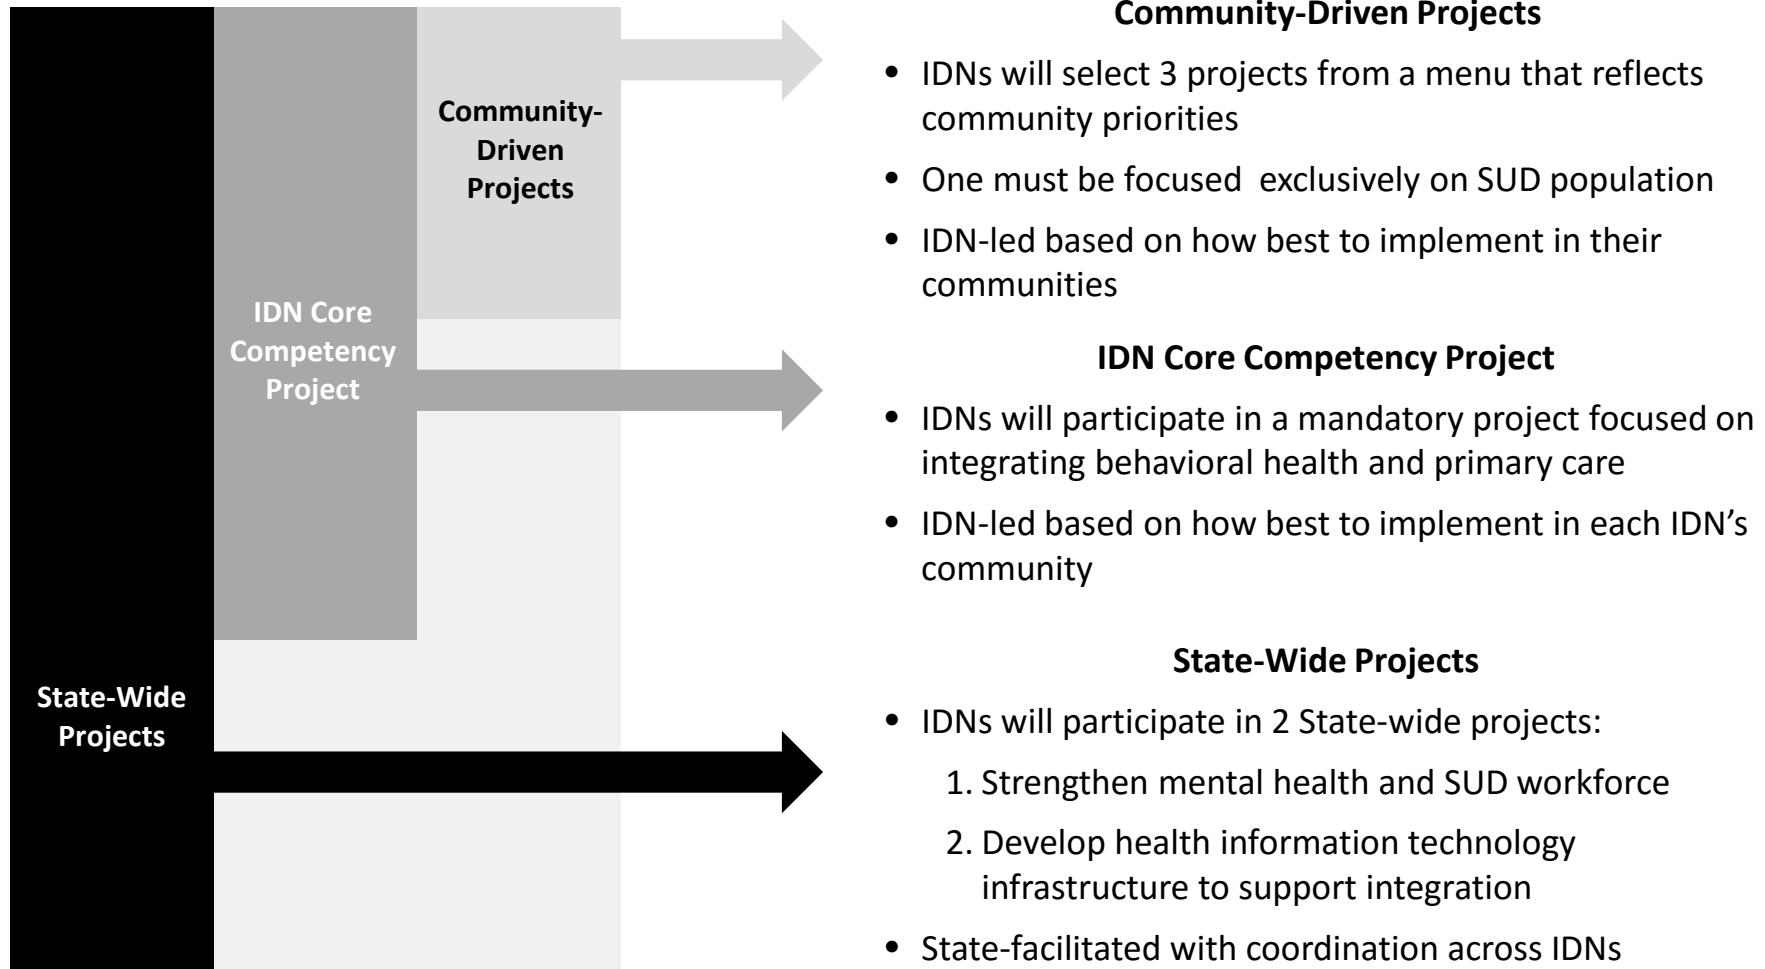 Community-
Driven
Projects
IDN Core
Competency
Project
State-Wide
Projects
Community-Driven Projects
• IDNs will select 3 projects from a menu that reflects
community priorities
• One must be focused exclusively on SUD population
• IDN-led based on how best to implement in their
communities
IDN Core Competency Project
• IDNs will participate in a mandatory project focused on
integrating behavioral health and primary care
• IDN-led based on how best to implement in each IDN’s
community
State-Wide Projects
• IDNs will participate in 2 State-wide projects:
1. Strengthen mental health and SUD workforce
2. Develop health information technology
infrastructure to support integration
• State-facilitated with coordination across IDNs